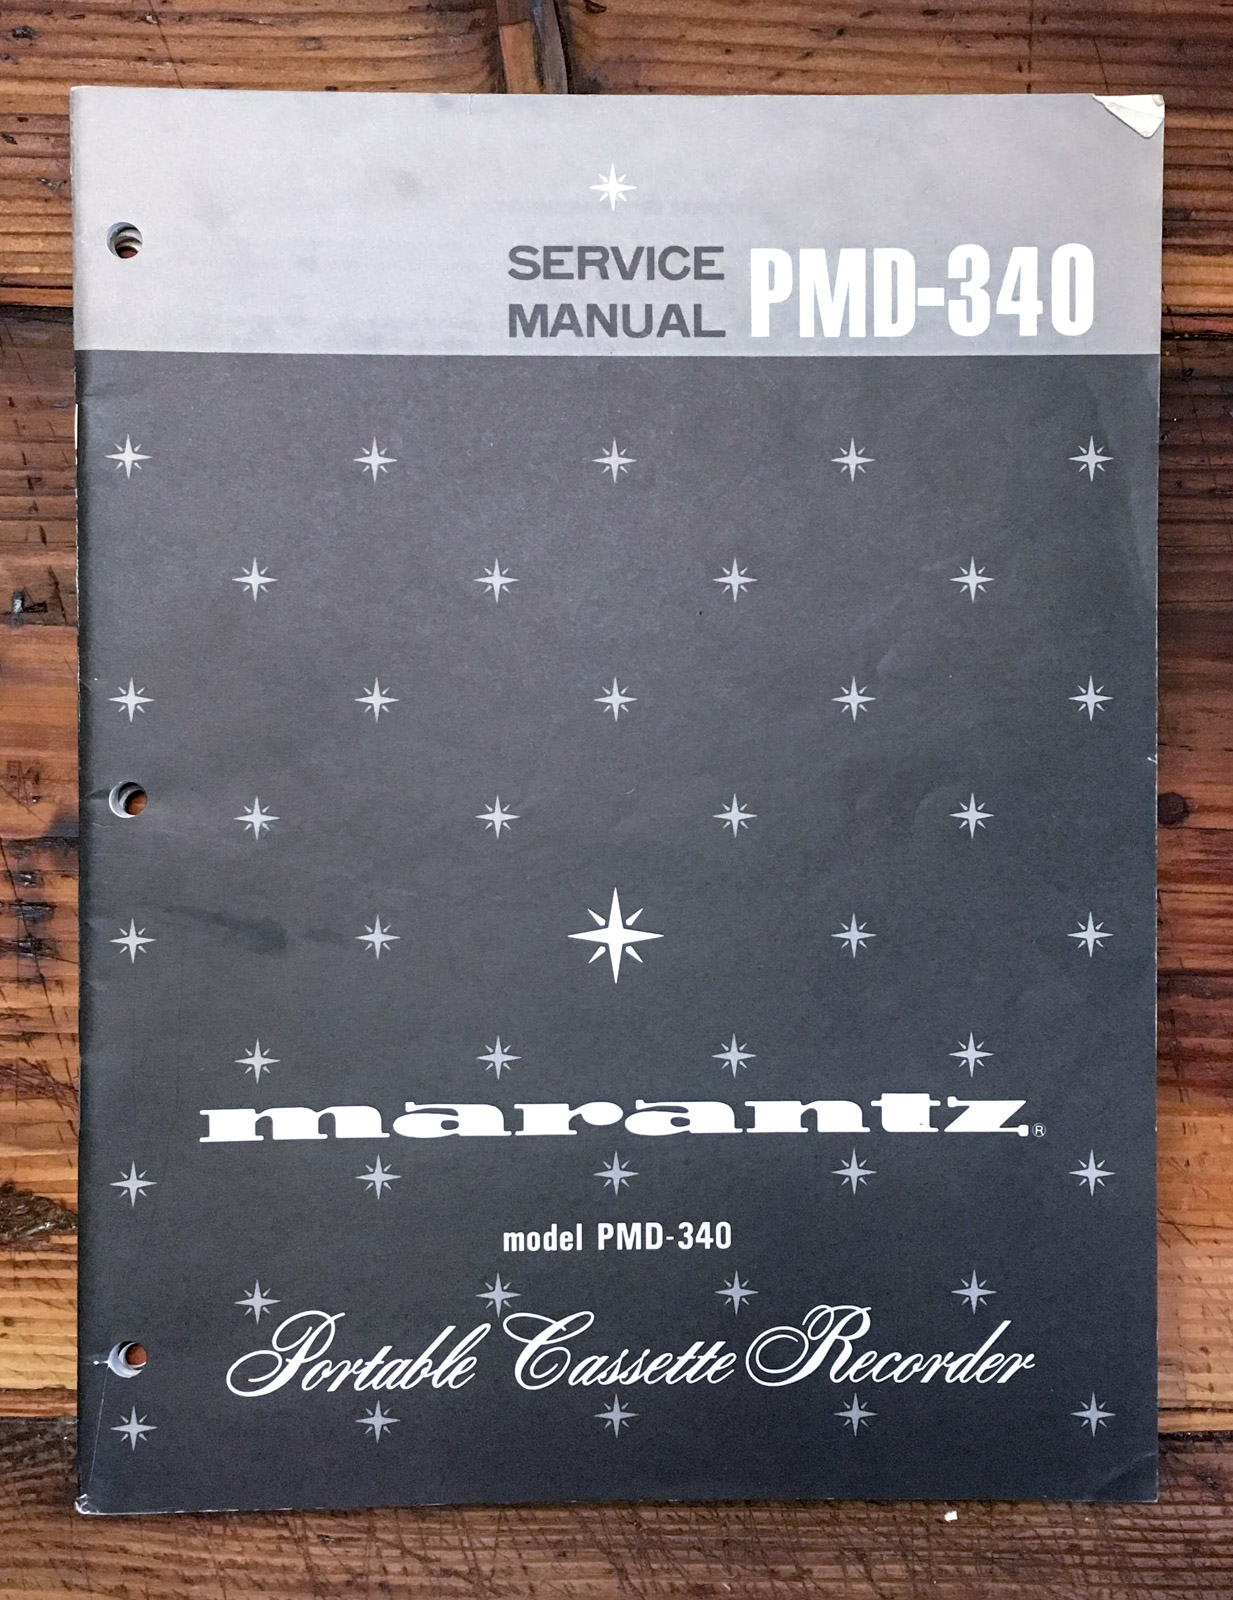 SERVICE
MANUAL PMD-340
marantz®
model PMD-340
Portable Cassette Recorder